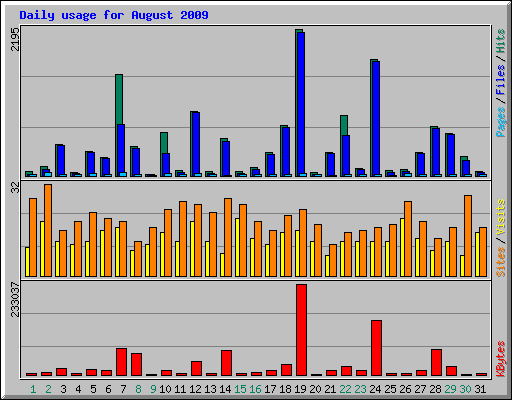 Daily usage for August 2009
2195
Pages / Files / Hits
32
Sites / Visits
233037
KBytes
1 2 3 4 5 6 7 8 9 10 11 12 13 14 15 16 17 18 19 20 21 22 23 24 25 26 27 28 29 30 31